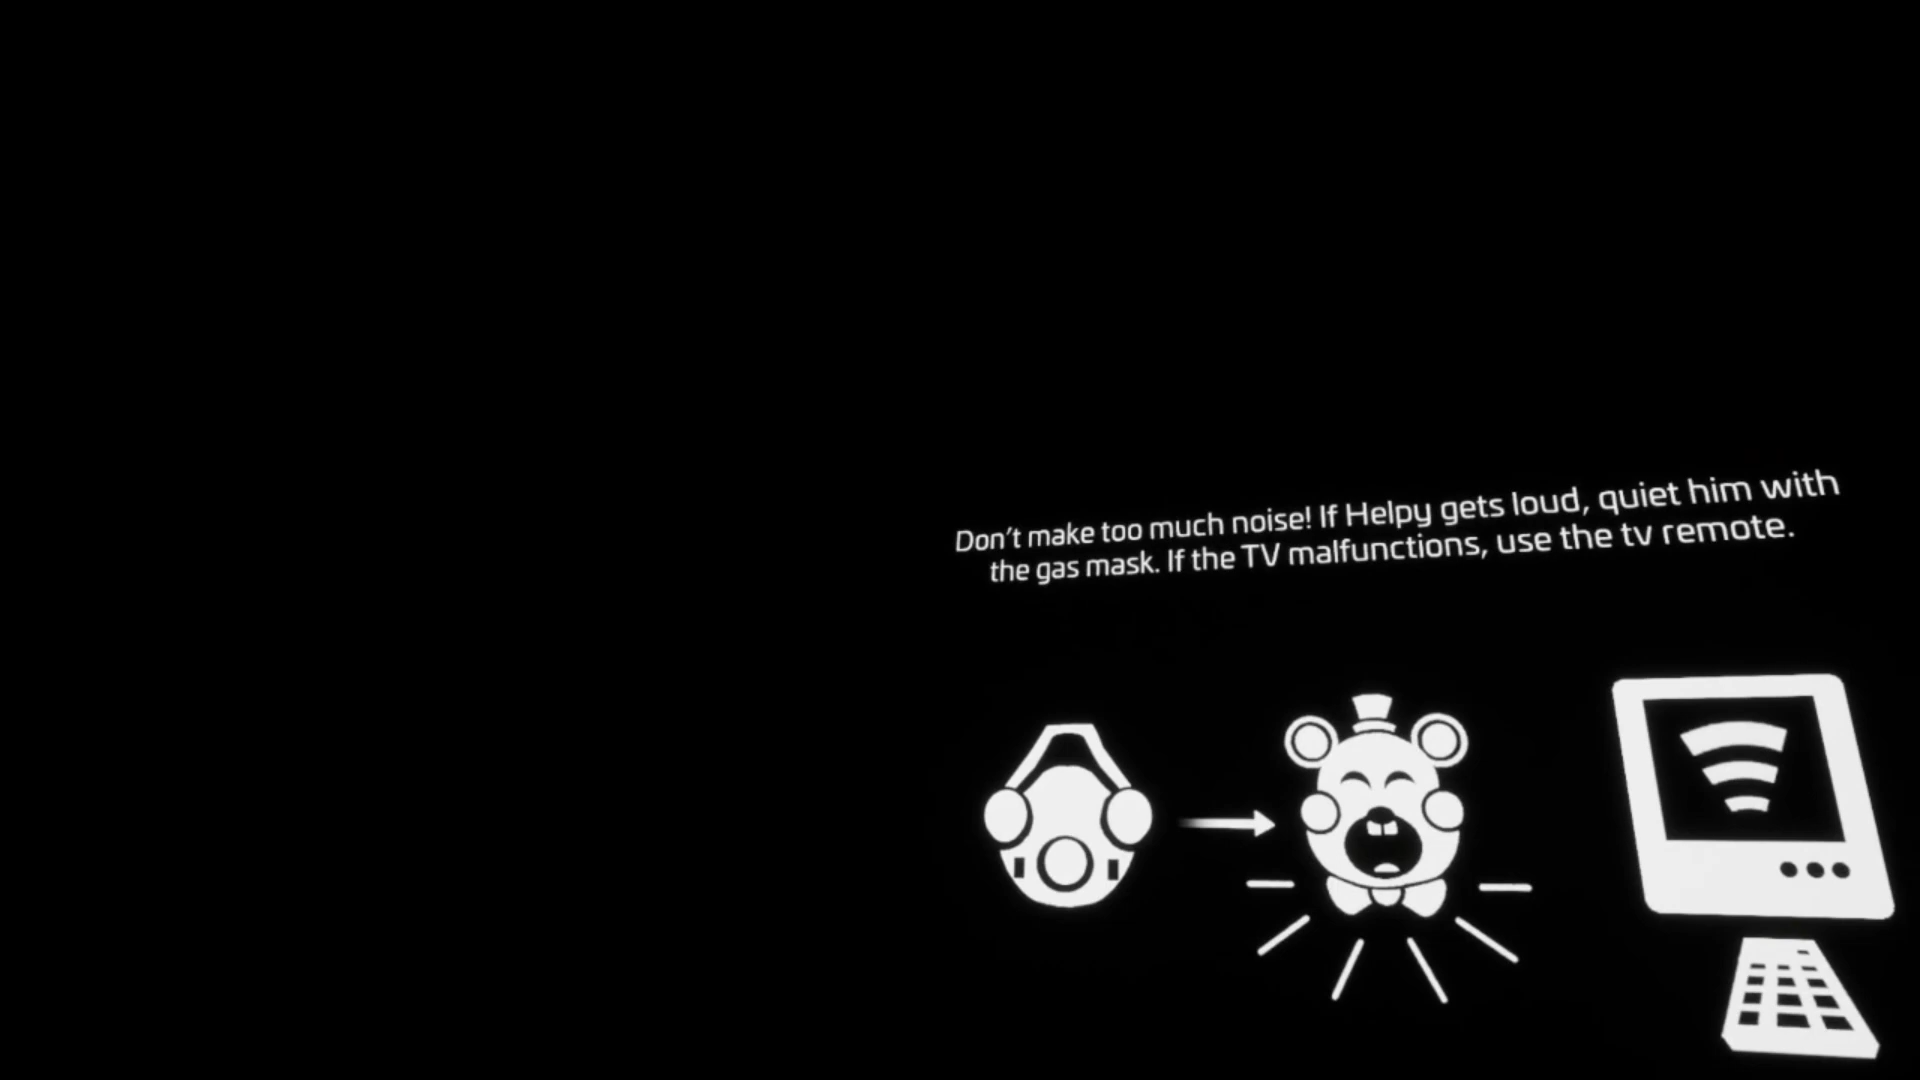 Don't make too much noise! If Helpy gets loud, quiet him with
the gas mask. If the TV malfunctions, use the tv remote.